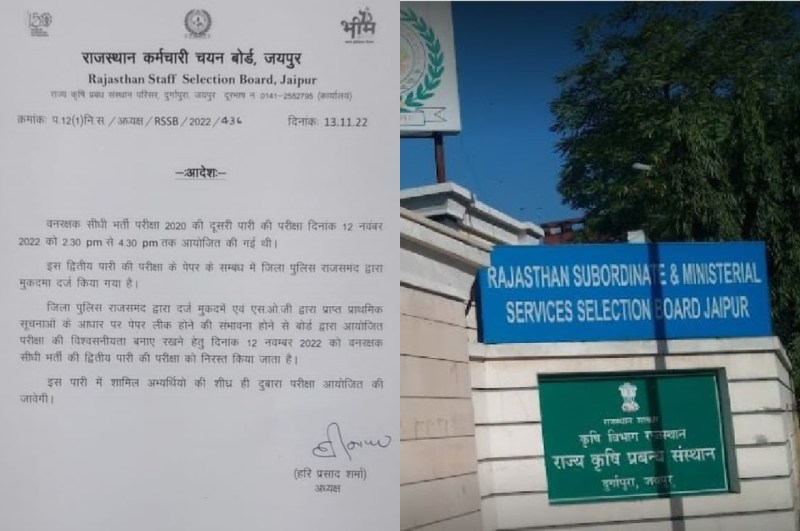 150
भीम
राजस्थान कर्मचारी चयन बोर्ड, जयपुर
Rajasthan Staff Selection Board, Jaipur
राज्य कृषि प्रबंध संस्थान परिसर, दुर्गापुरा, जयपुर दूरभाष न. 0141-2552795 (कार्यालय)
क्रमांकः प.12(1)नि.स./अध्यक्ष/RSSB/2022/436 दिनांकः 13.11.22
—:आदेशः—
वनरक्षक सीधी भर्ती परीक्षा 2020 की दूसरी पारी की परीक्षा दिनांक 12 नवंबर
2022 को 2.30 pm से 4.30 pm तक आयोजित की गई थी।
इस द्वितीय पारी की परीक्षा के पेपर के सम्बंध में जिला पुलिस राजसमंद द्वारा
मुकदमा दर्ज किया गया है।
जिला पुलिस राजसमद द्वारा दर्ज मुकदमें एवं एस.ओ.जी द्वारा प्राप्त प्राथमिक
सूचनाओं के आधार पर पेपर लीक होने की संभावना होने से बोर्ड द्वारा आयोजित
परीक्षा की विश्वसनीयता बनाए रखने हेतु दिनांक 12 नवम्बर 2022 को वनरक्षक
सीधी भर्ती की द्वितीय पारी की परीक्षा को निरस्त किया जाता है।
इस पारी में शामिल अभ्यर्थियो की शीघ्र ही दुबारा परीक्षा आयोजित की
जावेगी।
(हरि प्रसाद शर्मा)
अध्यक्ष
RAJASTHAN SUBORDINATE & MINISTERIAL
SERVICES SELECTION BOARD JAIPUR
राजस्थान सरकार
कृषि विभाग राजस्थान
राज्य कृषि प्रबन्ध संस्थान
दुर्गापुरा, जयपुर